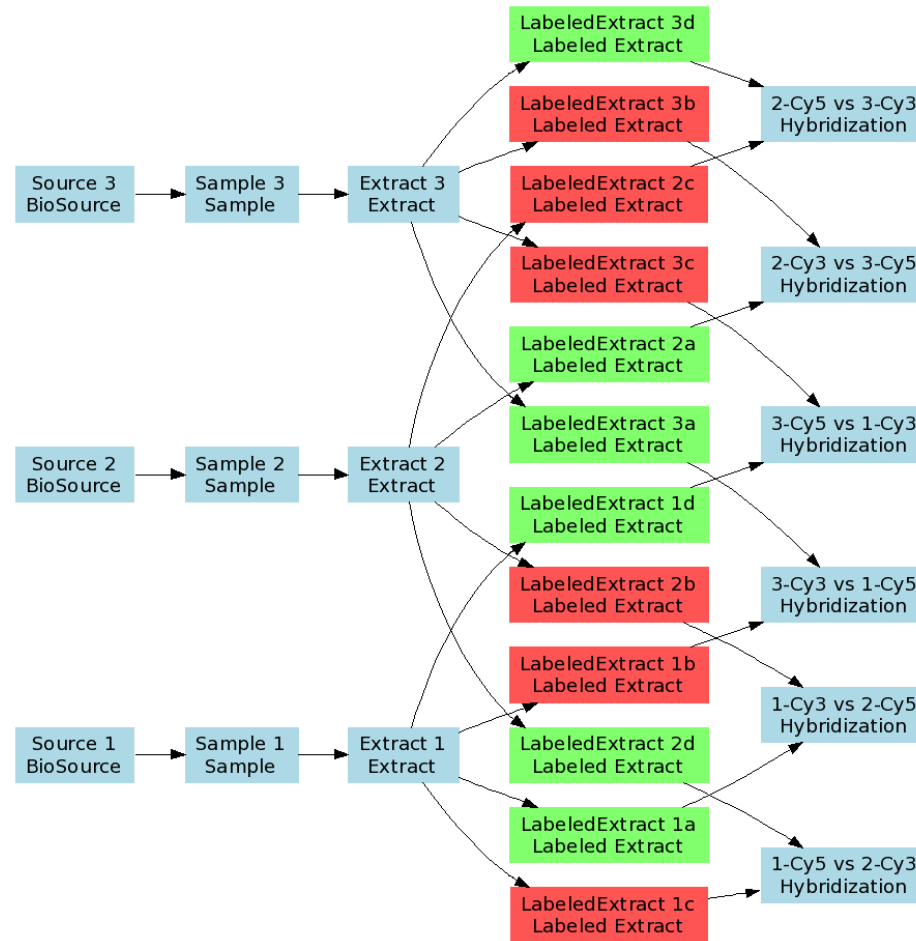 LabeledExtract 3d
Labeled Extract
LabeledExtract 3b
Labeled Extract
2-Cy5 vs 3-Cy3
Hybridization
Source 3
BioSource
Sample 3
Sample
Extract 3
Extract
LabeledExtract 2c
Labeled Extract
LabeledExtract 3c
Labeled Extract
2-Cy3 vs 3-Cy5
Hybridization
LabeledExtract 2a
Labeled Extract
LabeledExtract 3a
Labeled Extract
3-Cy5 vs 1-Cy3
Hybridization
Source 2
BioSource
Sample 2
Sample
Extract 2
Extract
LabeledExtract 1d
Labeled Extract
LabeledExtract 2b
Labeled Extract
3-Cy3 vs 1-Cy5
Hybridization
LabeledExtract 1b
Labeled Extract
1-Cy3 vs 2-Cy5
Hybridization
Source 1
BioSource
Sample 1
Sample
Extract 1
Extract
LabeledExtract 2d
Labeled Extract
LabeledExtract 1a
Labeled Extract
1-Cy5 vs 2-Cy3
Hybridization
LabeledExtract 1c
Labeled Extract